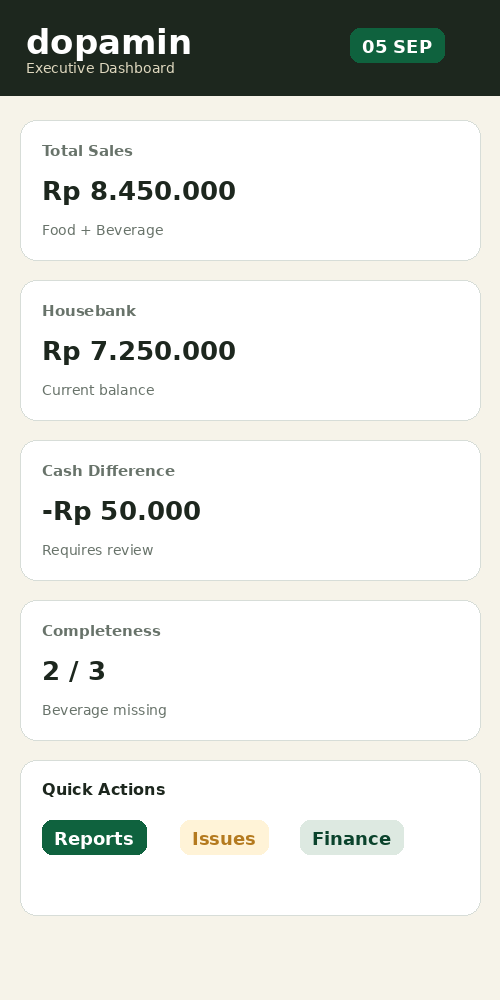 dopamin
Executive Dashboard
05 SEP
Total Sales
Rp 8.450.000
Food + Beverage
Housebank
Rp 7.250.000
Current balance
Cash Difference
-Rp 50.000
Requires review
Completeness
2 / 3
Beverage missing
Quick Actions
Reports
Issues
Finance